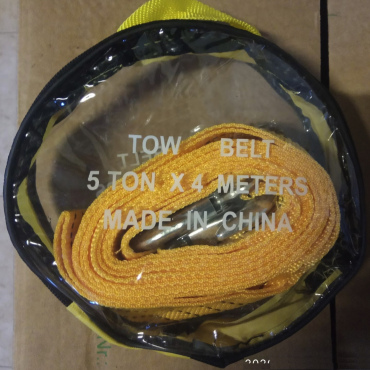 TOW BELT
5 TON X 4 METERS
MADE IN CHINA